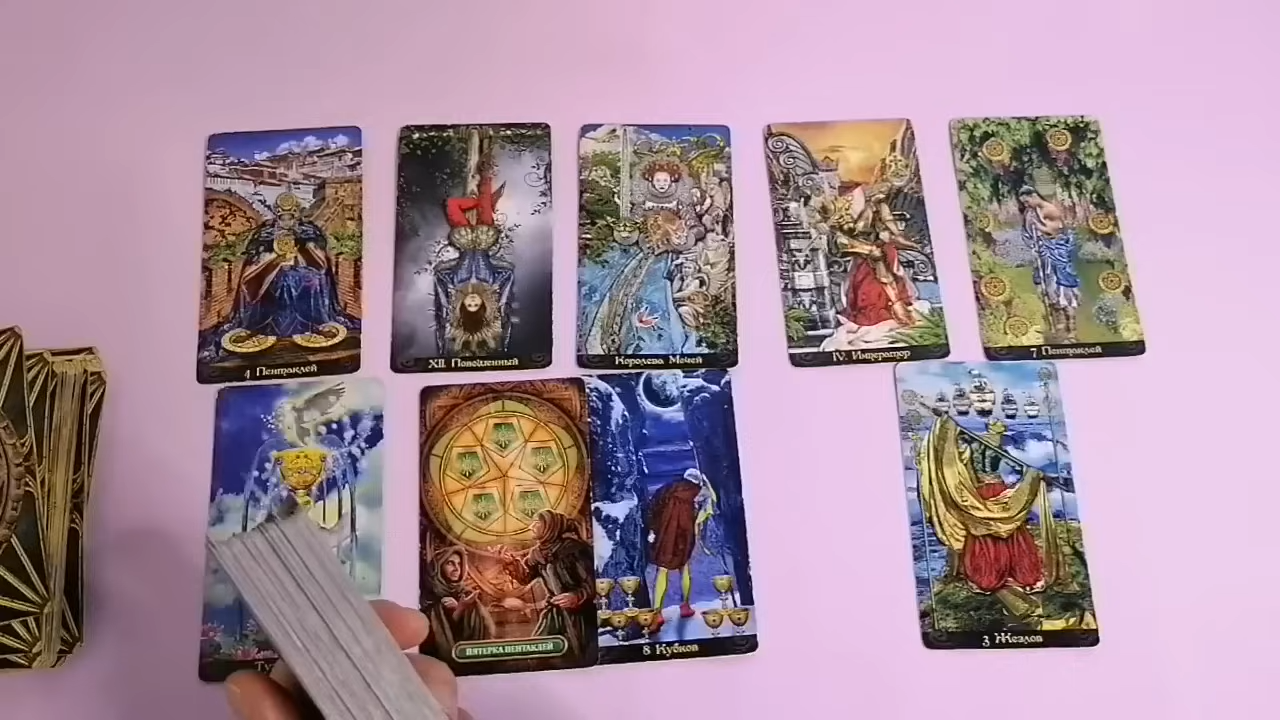 4 Пентаклей
XII. Повешенный
Королева Мечей
IV. Император
7 Пентаклей
ПЯТЕРКА ПЕНТАКЛЕЙ
8 Кубков
3 Жезлов